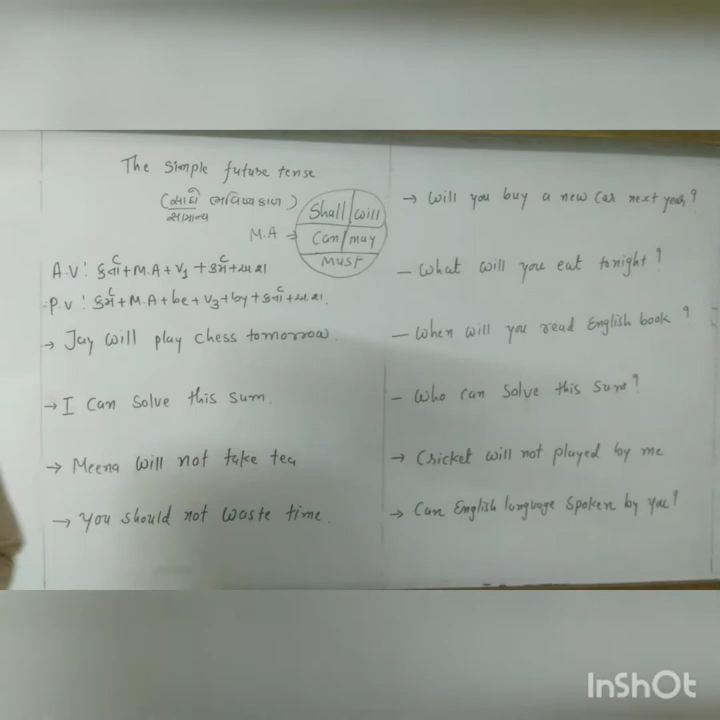 The simple future tense
(સાદો ભવિષ્યકાળ)
સામાન્ય
M.A →
Shall will
Can may
Must
A.V: કર્તા+M.A+V1+કર્મ+અ.શ
P.V: કર્મ+M.A+be+V3+by+કર્તા+અ.શ.
→ Jay will play chess tomorrow.
→ I can solve this sum.
→ Meena will not take tea
→ you should not waste time.
→ will you buy a new car next year?
– what will you eat tonight?
– when will you read English book?
– who can solve this sum?
→ Cricket will not played by me
→ Can English language spoken by you?
InShOt